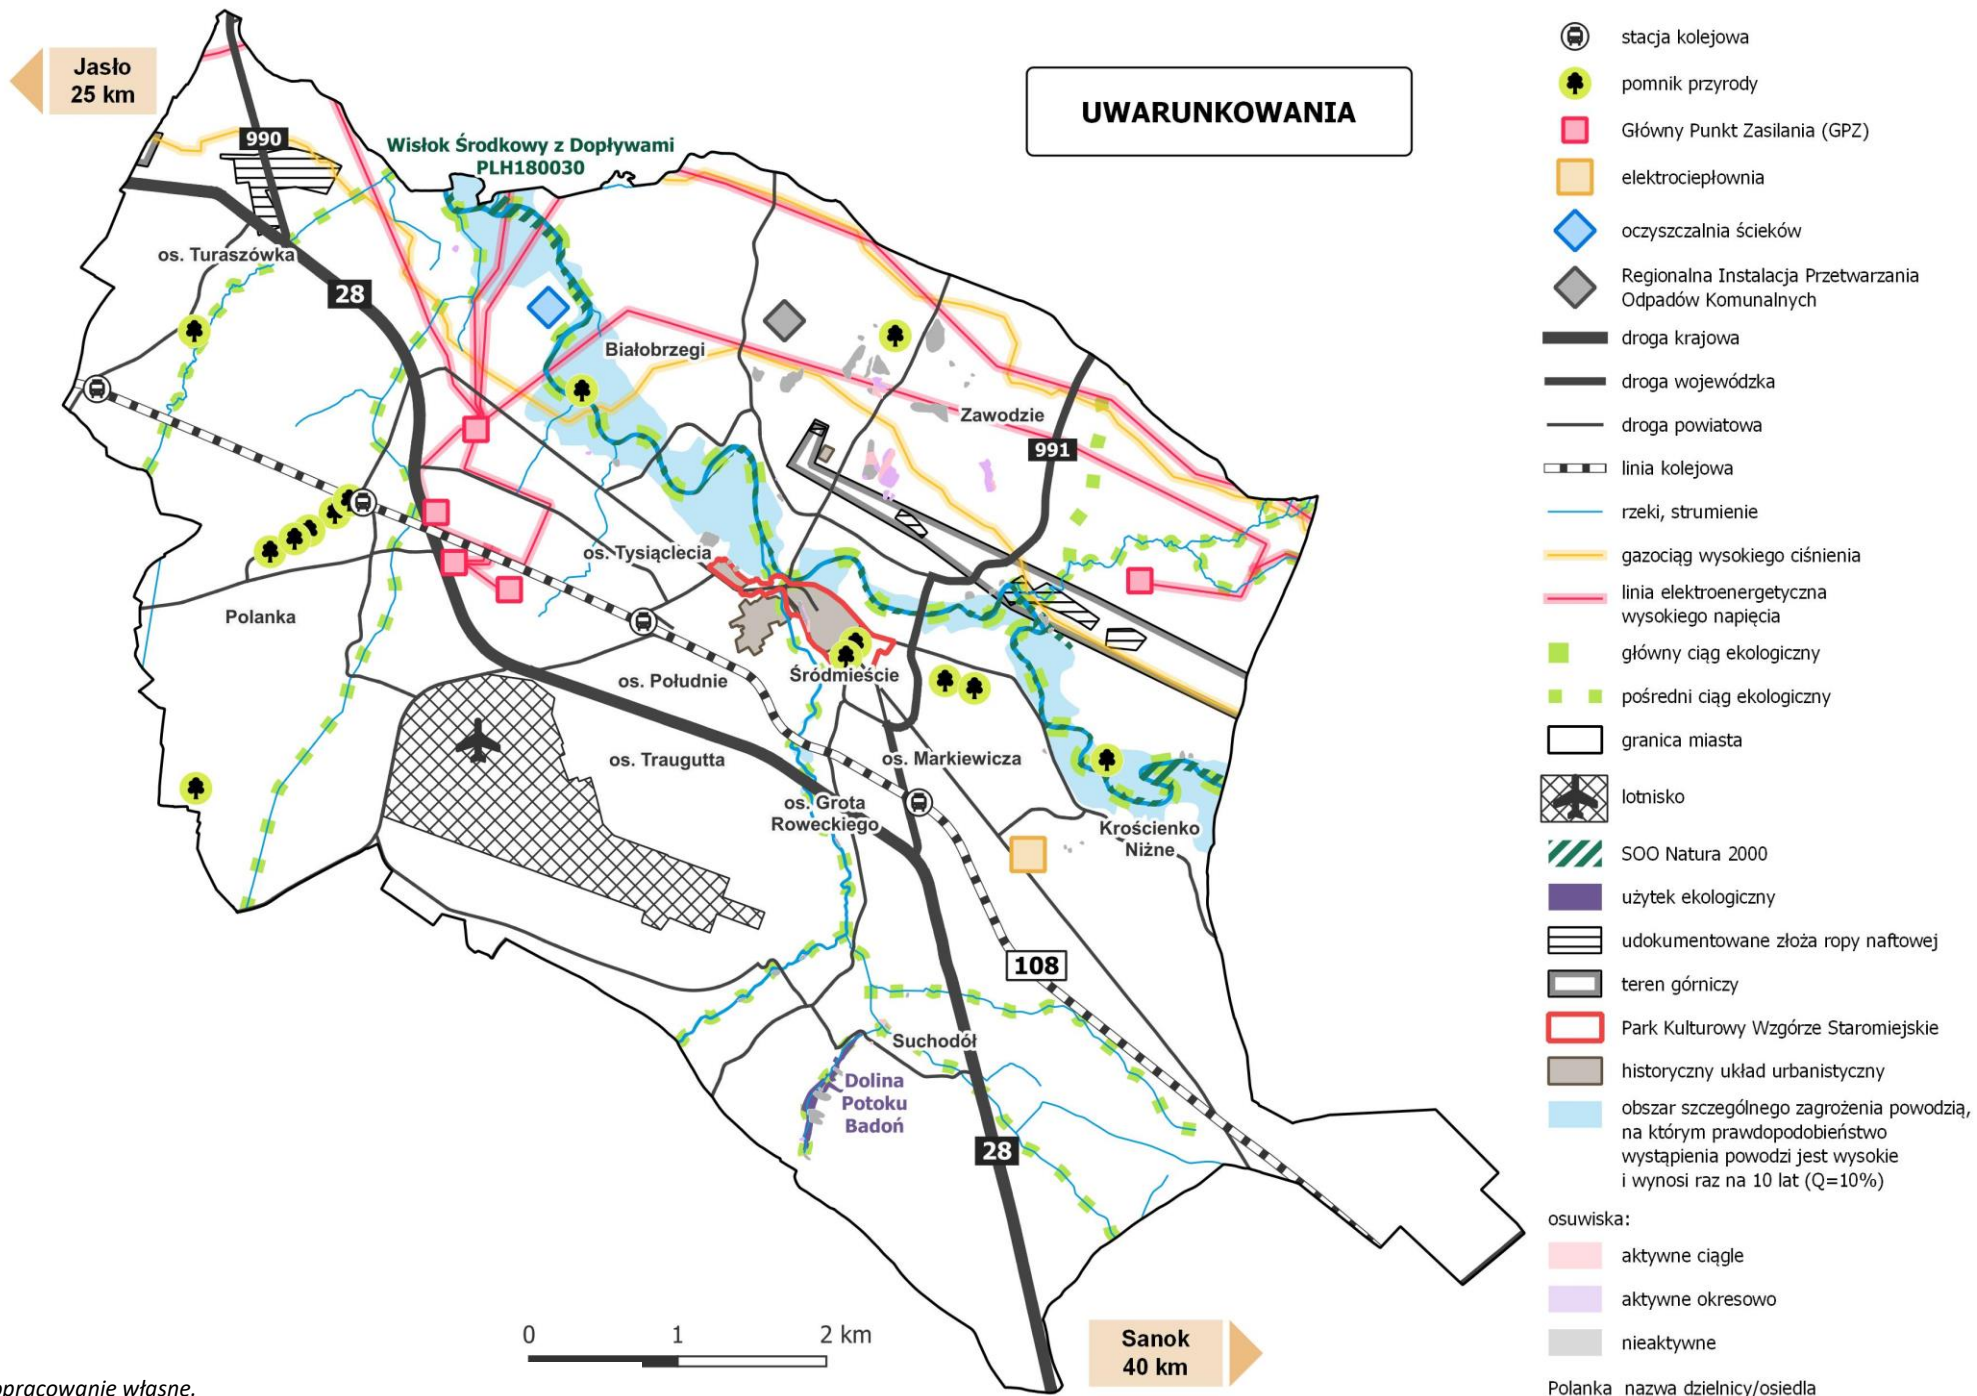 Jasło
25 km
UWARUNKOWANIA
990
Wisłok Środkowy z Dopływami
PLH180030
os. Turaszówka
28
Białobrzegi
Zawodzie
991
os. Tysiąclecia
Polanka
os. Południe
Śródmieście
os. Traugutta
os. Markiewicza
os. Grota
Roweckiego
Krościenko
Niżne
108
Suchodół
Dolina
Potoku
Badoń
28
0 1 2 km
Sanok
40 km
opracowanie własne.
stacja kolejowa
pomnik przyrody
Główny Punkt Zasilania (GPZ)
elektrociepłownia
oczyszczalnia ścieków
Regionalna Instalacja Przetwarzania
Odpadów Komunalnych
droga krajowa
droga wojewódzka
droga powiatowa
linia kolejowa
rzeki, strumienie
gazociąg wysokiego ciśnienia
linia elektroenergetyczna
wysokiego napięcia
główny ciąg ekologiczny
pośredni ciąg ekologiczny
granica miasta
lotnisko
SOO Natura 2000
użytek ekologiczny
udokumentowane złoża ropy naftowej
teren górniczy
Park Kulturowy Wzgórze Staromiejskie
historyczny układ urbanistyczny
obszar szczególnego zagrożenia powodzią,
na którym prawdopodobieństwo
wystąpienia powodzi jest wysokie
i wynosi raz na 10 lat (Q=10%)
osuwiska:
aktywne ciągle
aktywne okresowo
nieaktywne
Polanka nazwa dzielnicy/osiedla